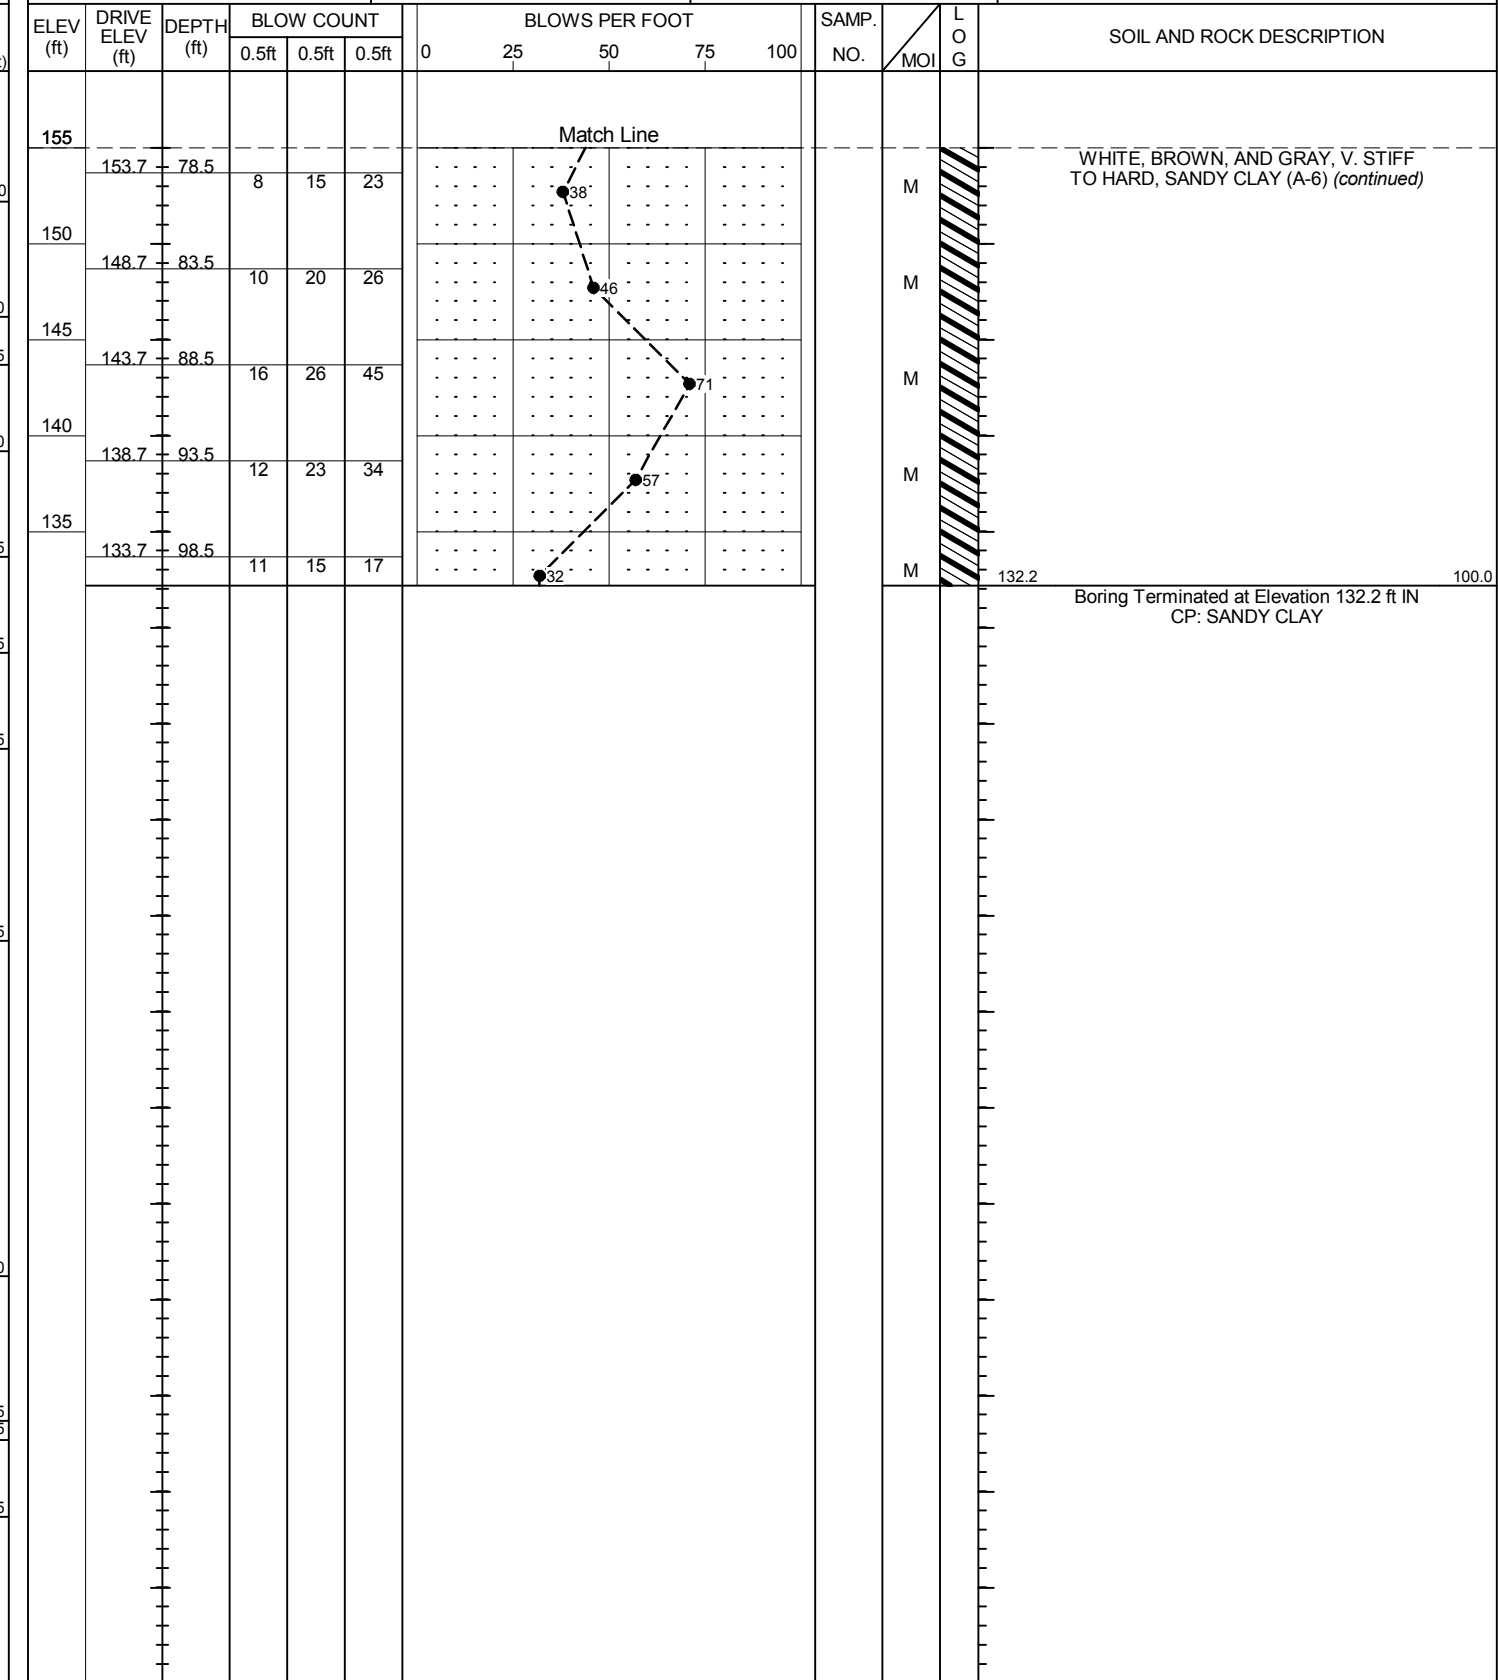 ELEV (ft) DRIVE ELEV (ft) DEPTH (ft) BLOW COUNT BLOWS PER FOOT SAMP. NO. MOI L O G SOIL AND ROCK DESCRIPTION
0.5ft 0.5ft 0.5ft 0 25 50 75 100
155 Match Line
153.7 78.5 8 15 23 38 M WHITE, BROWN, AND GRAY, V. STIFF
TO HARD, SANDY CLAY (A-6) (continued)
150
148.7 83.5 10 20 26 46 M
145
143.7 88.5 16 26 45 71 M
140
138.7 93.5 12 23 34 57 M
135
133.7 98.5 11 15 17 32 M 132.2 100.0
Boring Terminated at Elevation 132.2 ft IN
CP: SANDY CLAY